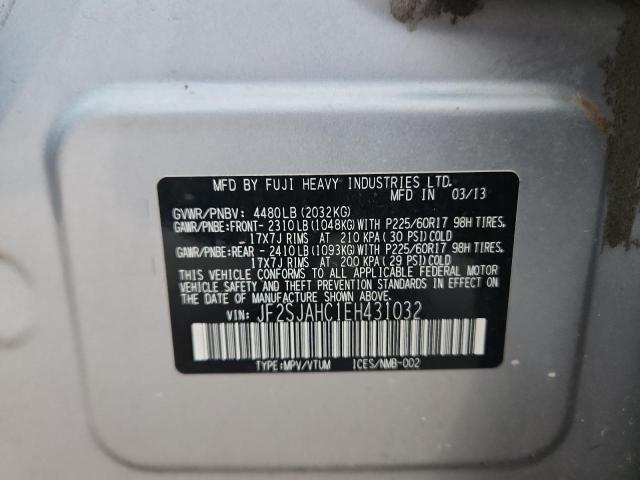 MFD BY FUJI HEAVY INDUSTRIES LTD.
MFD IN 03/13
GVWR/PNBV: 4480LB(2032KG)
GAWR/PNBE:FRONT-2310LB(1048KG)WITH P225/60R17 98H TIRES,
17X7J RIMS AT 210 KPA(30 PSI)COLD
GAWR/PNBE:REAR -2410LB(1093KG)WITH P225/60R17 98H TIRES,
17X7J RIMS AT 200 KPA(29 PSI)COLD
THIS VEHICLE CONFORMS TO ALL APPLICABLE FEDERAL MOTOR
VEHICLE SAFETY AND THEFT PREVENTION STANDARDS IN EFFECT
ON THE DATE OF MANUFACTURE SHOWN ABOVE.
VIN: JF2SJAHC1EH431032
TYPE:MPV/VTUM ICES/NMB-002